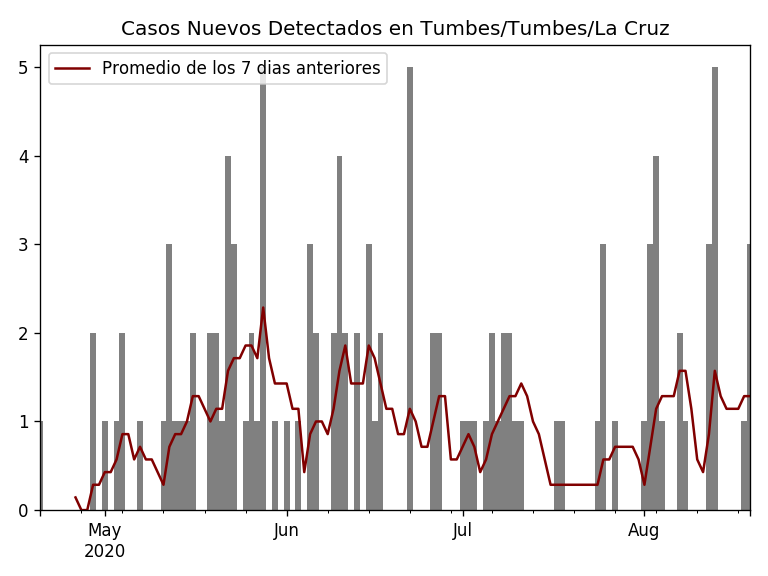 Casos Nuevos Detectados en Tumbes/Tumbes/La Cruz
Promedio de los 7 dias anteriores
5
4
3
2
1
0
May
2020
Jun
Jul
Aug